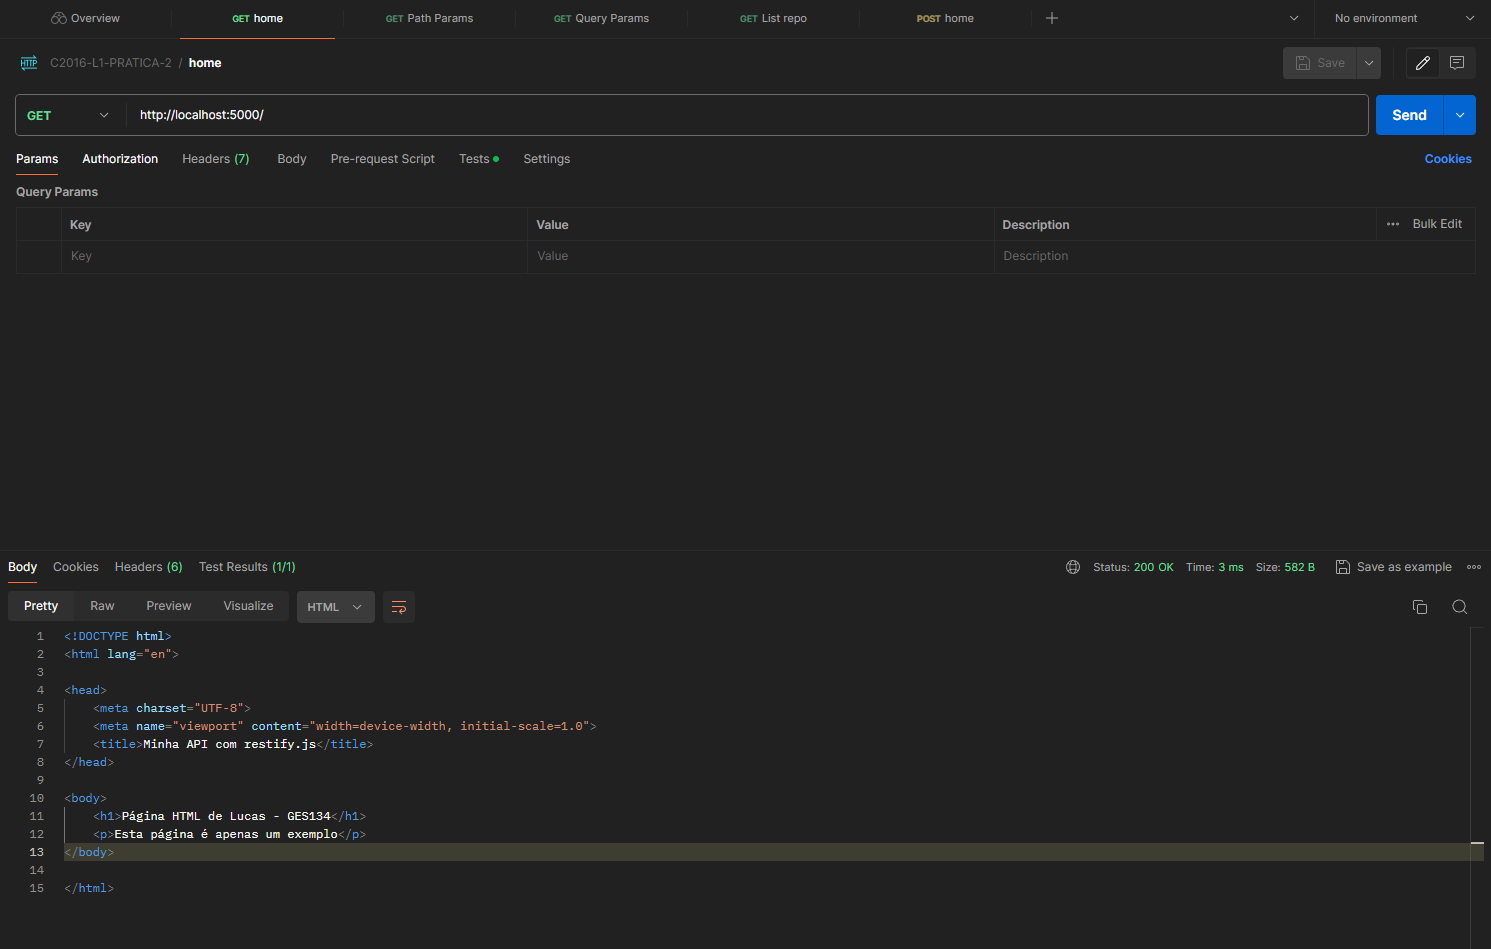 Overview GET home GET Path Params GET Query Params GET List repo POST home No environment
HTTP C2016-L1-PRATICA-2 / home Save
GET http://localhost:5000/ Send
Params Authorization Headers (7) Body Pre-request Script Tests Settings Cookies
Query Params
Key Value Description Bulk Edit
Key Value Description
Body Cookies Headers (6) Test Results (1/1) Status: 200 OK Time: 3 ms Size: 582 B Save as example
Pretty Raw Preview Visualize HTML
1 <!DOCTYPE html>
2 <html lang="en">
3
4 <head>
5 <meta charset="UTF-8">
6 <meta name="viewport" content="width=device-width, initial-scale=1.0">
7 <title>Minha API com restify.js</title>
8 </head>
9
10 <body>
11 <h1>Página HTML de Lucas - GES134</h1>
12 <p>Esta página é apenas um exemplo</p>
13 </body>
14
15 </html>